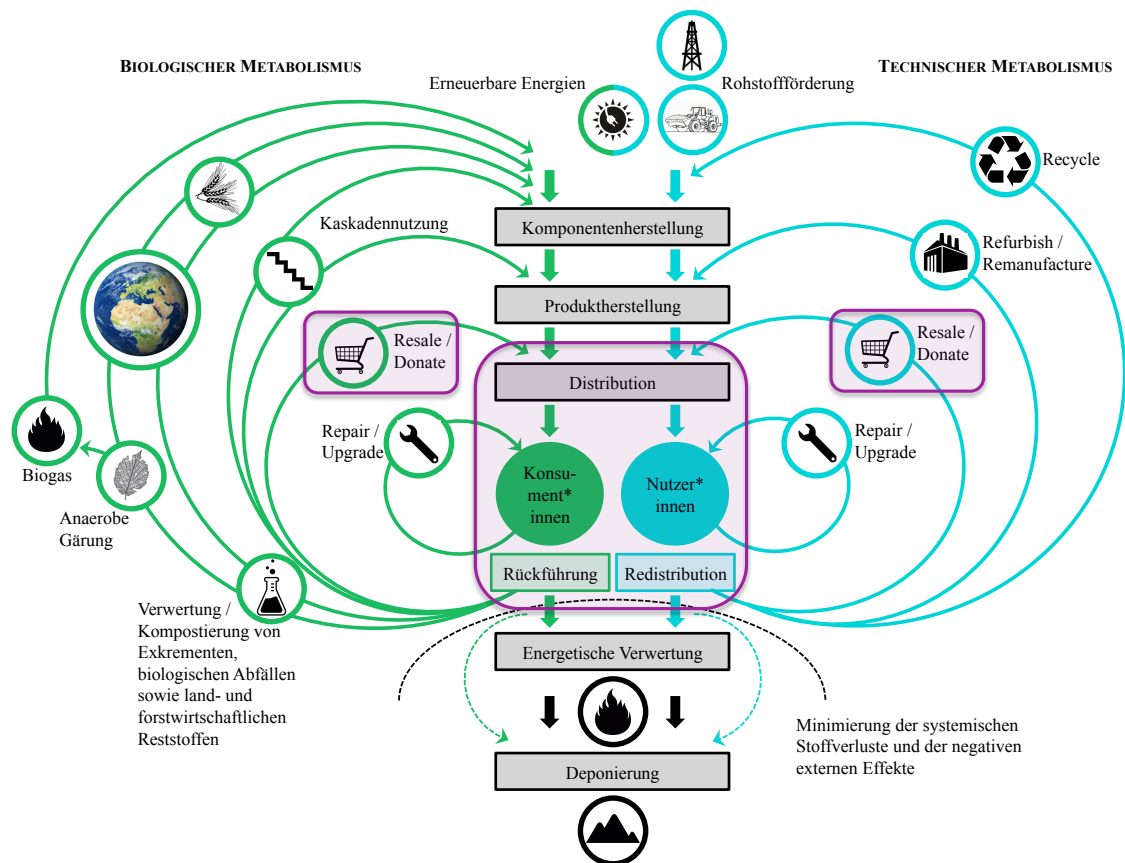 BIOLOGISCHER METABOLISMUS
TECHNISCHER METABOLISMUS
Erneuerbare Energien
Rohstoffförderung
Recycle
Komponentenherstellung
Kaskadennutzung
Refurbish /
Remanufacture
Produktherstellung
Resale /
Donate
Resale /
Donate
Distribution
Repair /
Upgrade
Repair /
Upgrade
Konsu-
ment*
innen
Nutzer*
innen
Biogas
Anaerobe
Gärung
Rückführung
Redistribution
Verwertung /
Kompostierung von
Exkrementen,
biologischen Abfällen
sowie land- und
forstwirtschaftlichen
Reststoffen
Energetische Verwertung
Minimierung der systemischen
Stoffverluste und der negativen
externen Effekte
Deponierung